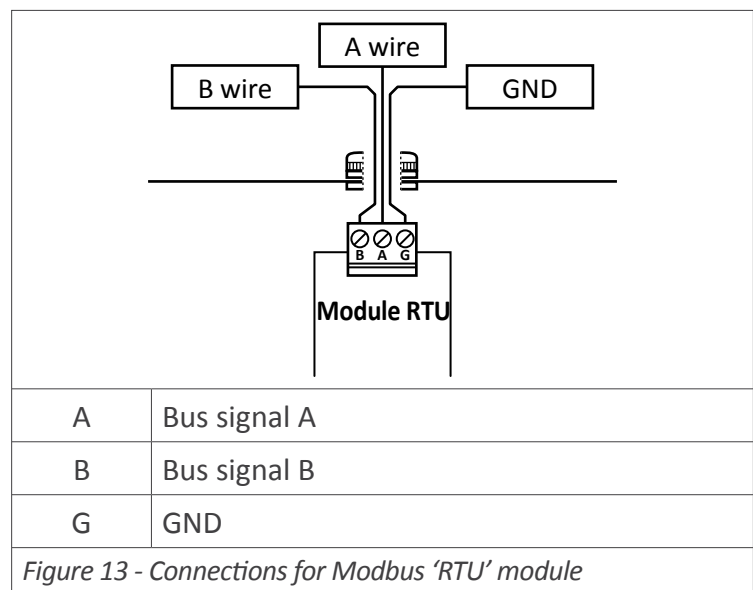 A wire
B wire
GND
B A G
Module RTU
A Bus signal A
B Bus signal B
G GND
Figure 13 - Connections for Modbus ‘RTU’ module